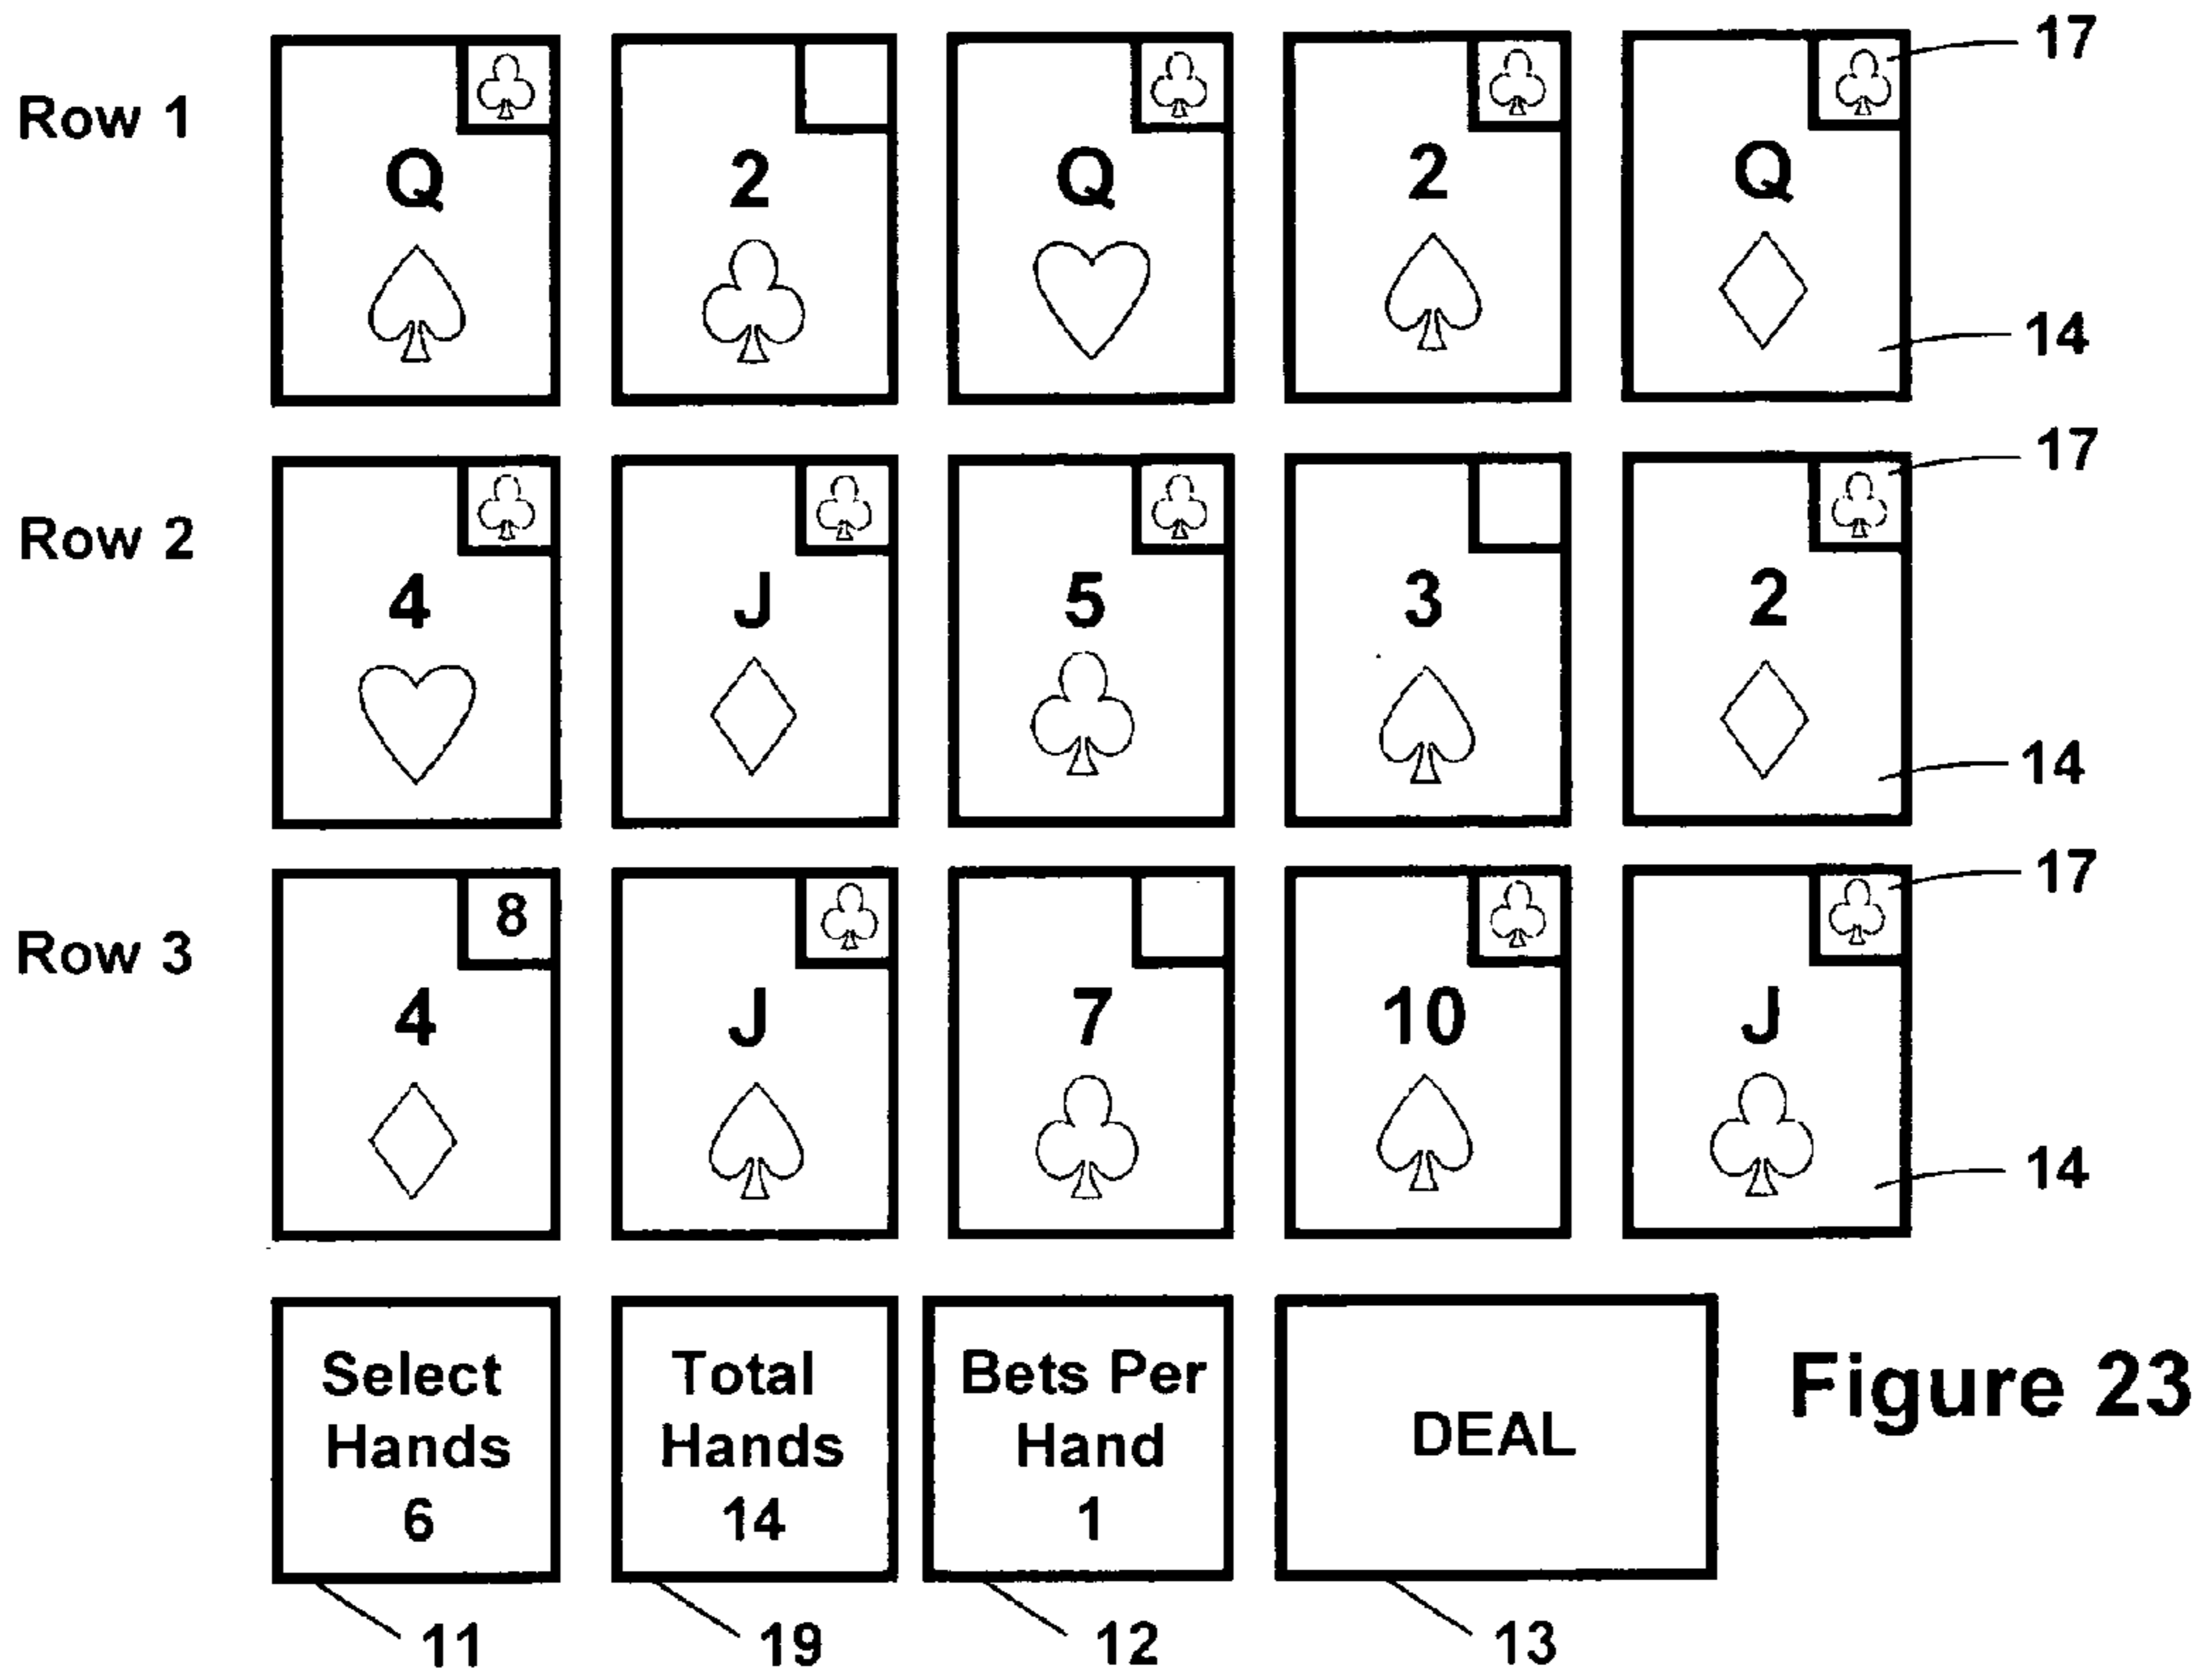 17
Row 1
Q 2 Q 2 Q
14
17
Row 2
4 J 5 3 2
14
17
8
Row 3
4 J 7 10 J
14
Select Hands 6
Total Hands 14
Bets Per Hand 1
DEAL
Figure 23
11 19 12 13